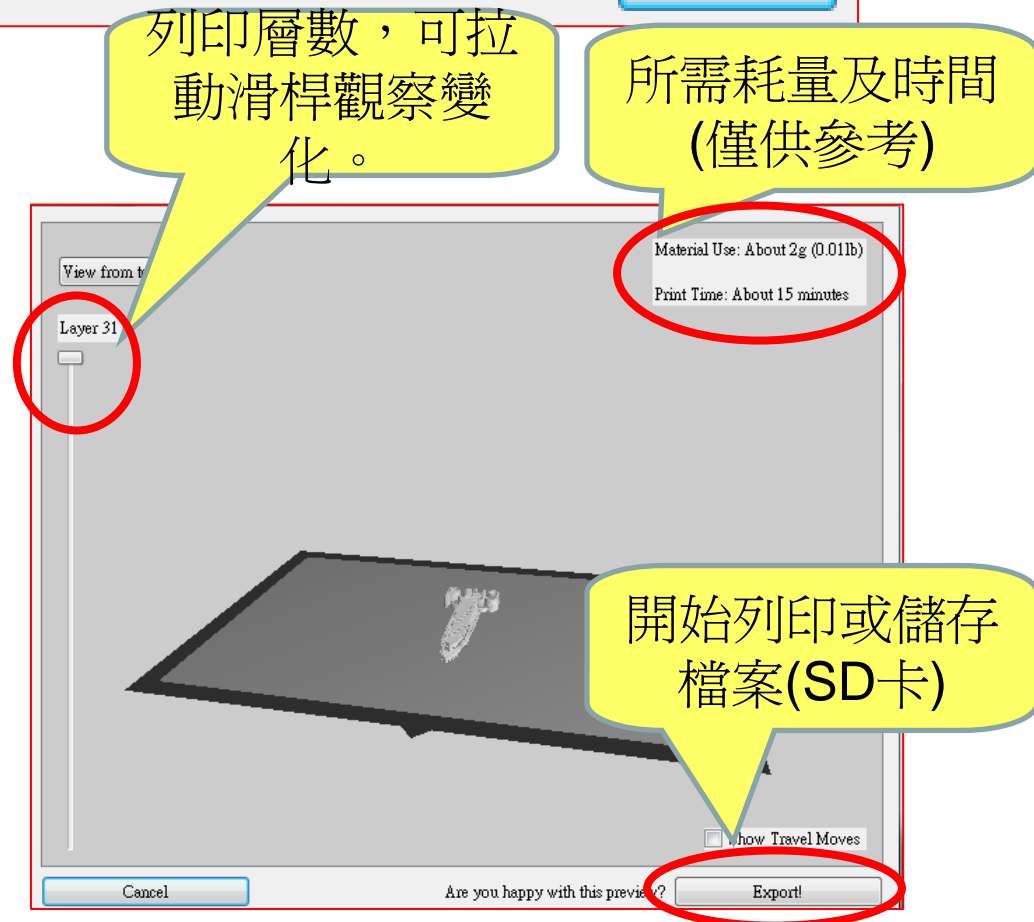 列印層數，可拉
動滑桿觀察變
化。
所需耗量及時間
(僅供參考)
Material Use: About 2g (0.01lb)
View from t
Print Time: About 15 minutes
Layer 31
開始列印或儲存
檔案(SD卡)
Show Travel Moves
Cancel
Are you happy with this preview?
Export!